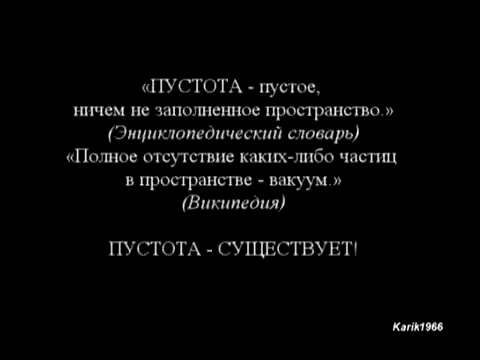 «ПУСТОТА - пустое,
ничем не заполненное пространство.»
(Энциклопедический словарь)
«Полное отсутствие каких-либо частиц
в пространстве - вакуум.»
(Википедия)
ПУСТОТА - СУЩЕСТВУЕТ!
Karik1966